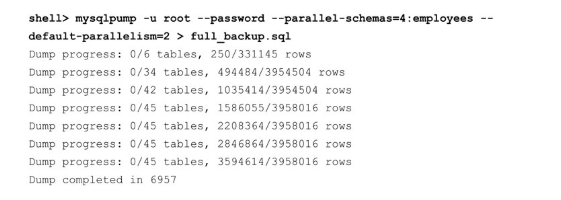 shell> mysqlpump -u root --password --parallel-schemas=4:employees --
default-parallelism=2 > full_backup.sql
Dump progress: 0/6 tables, 250/331145 rows
Dump progress: 0/34 tables, 494484/3954504 rows
Dump progress: 0/42 tables, 1035414/3954504 rows
Dump progress: 0/45 tables, 1586055/3958016 rows
Dump progress: 0/45 tables, 2208364/3958016 rows
Dump progress: 0/45 tables, 2846864/3958016 rows
Dump progress: 0/45 tables, 3594614/3958016 rows
Dump completed in 6957